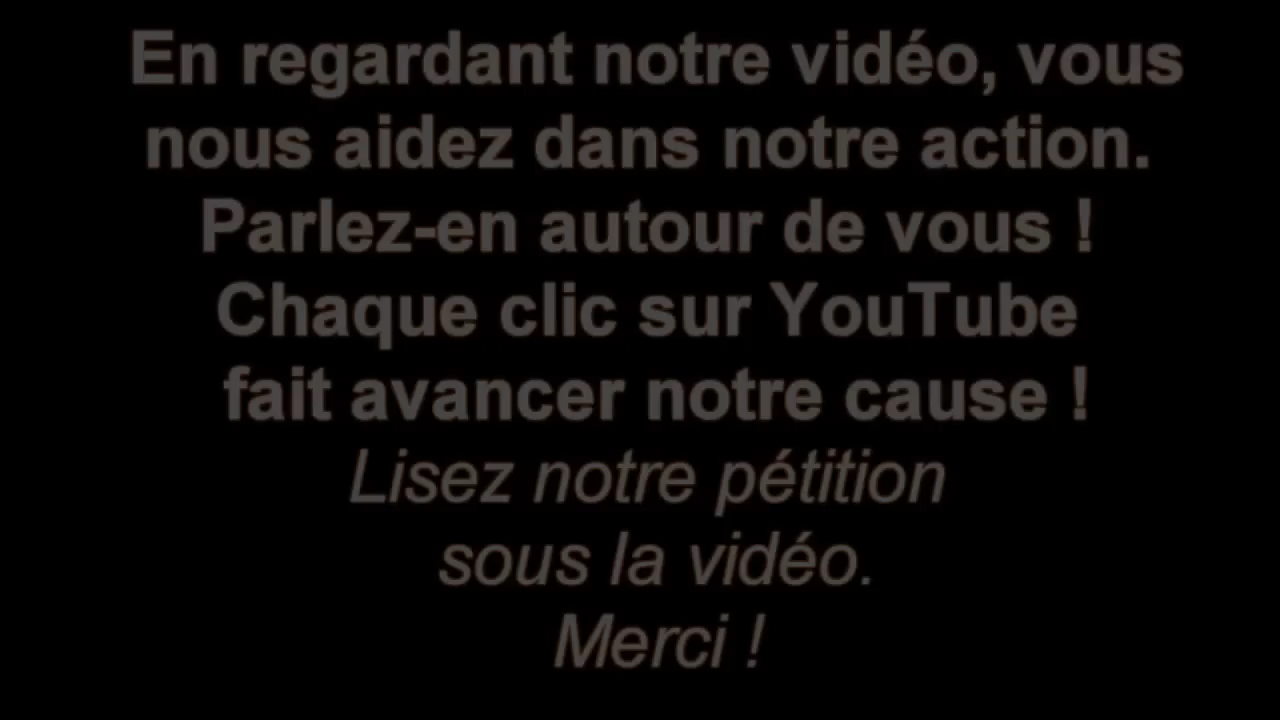 En regardant notre vidéo, vous
nous aidez dans notre action.
Parlez-en autour de vous !
Chaque clic sur YouTube
fait avancer notre cause !
Lisez notre pétition
sous la vidéo.
Merci !